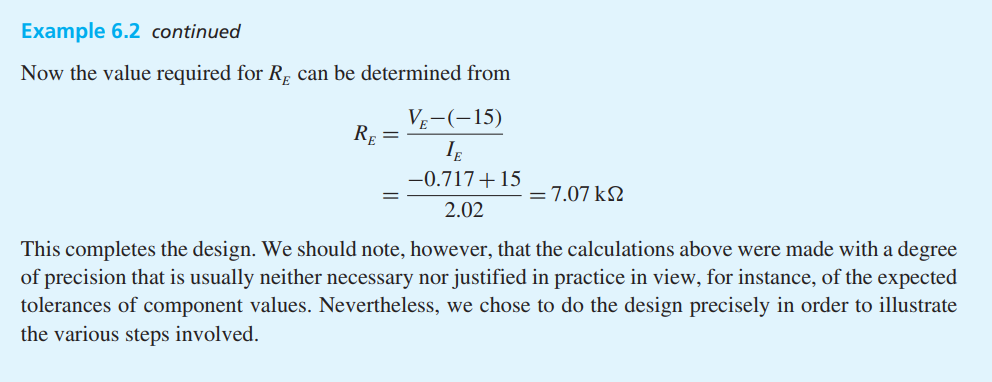 Example 6.2 continued
Now the value required for R_E can be determined from
R_E = \frac{V_E−(−15)}{I_E}
= \frac{−0.717+15}{2.02} = 7.07 kΩ
This completes the design. We should note, however, that the calculations above were made with a degree
of precision that is usually neither necessary nor justified in practice in view, for instance, of the expected
tolerances of component values. Nevertheless, we chose to do the design precisely in order to illustrate
the various steps involved.